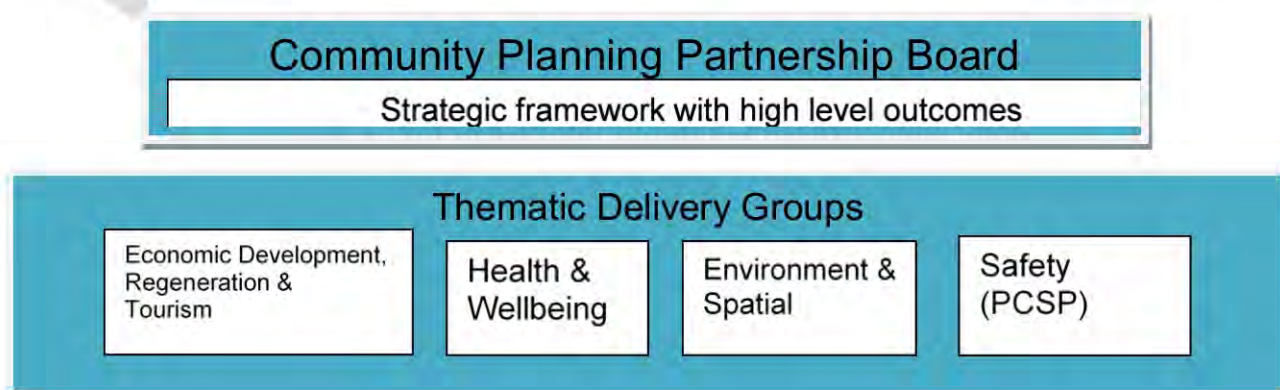 Community Planning Partnership Board
Strategic framework with high level outcomes
Thematic Delivery Groups
Economic Development,
Regeneration &
Tourism
Health &
Wellbeing
Environment &
Spatial
Safety
(PCSP)